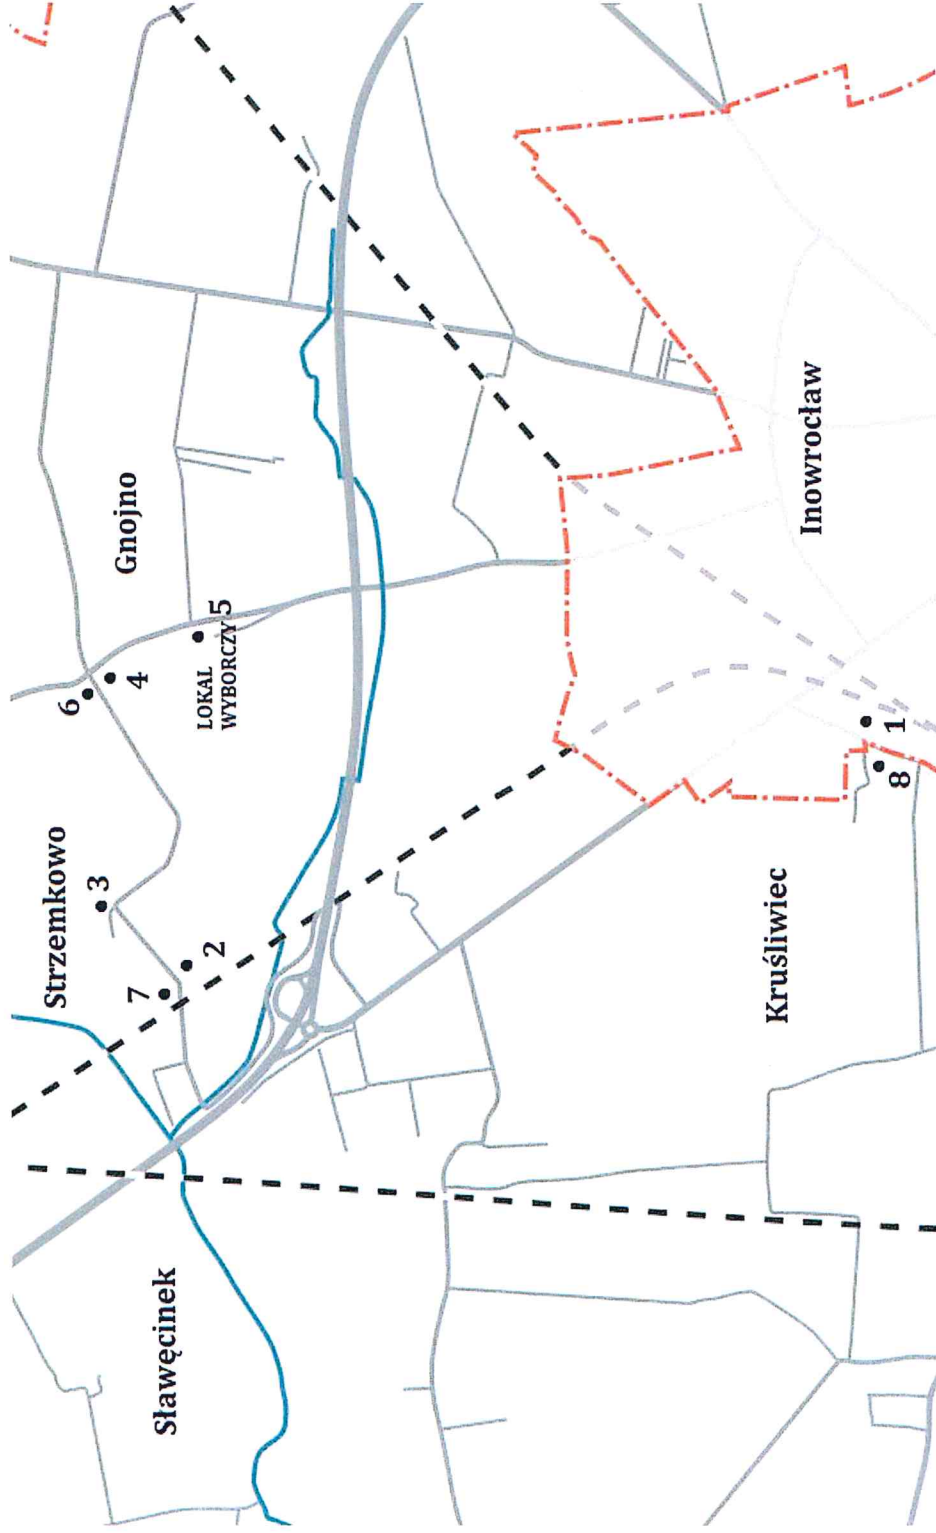 Sławęcinek
Strzemkowo
7
2
3
6
4
LOKAL
WYBORCZY 5
Gnojno
Kruśliwiec
8
1
Inowrocław